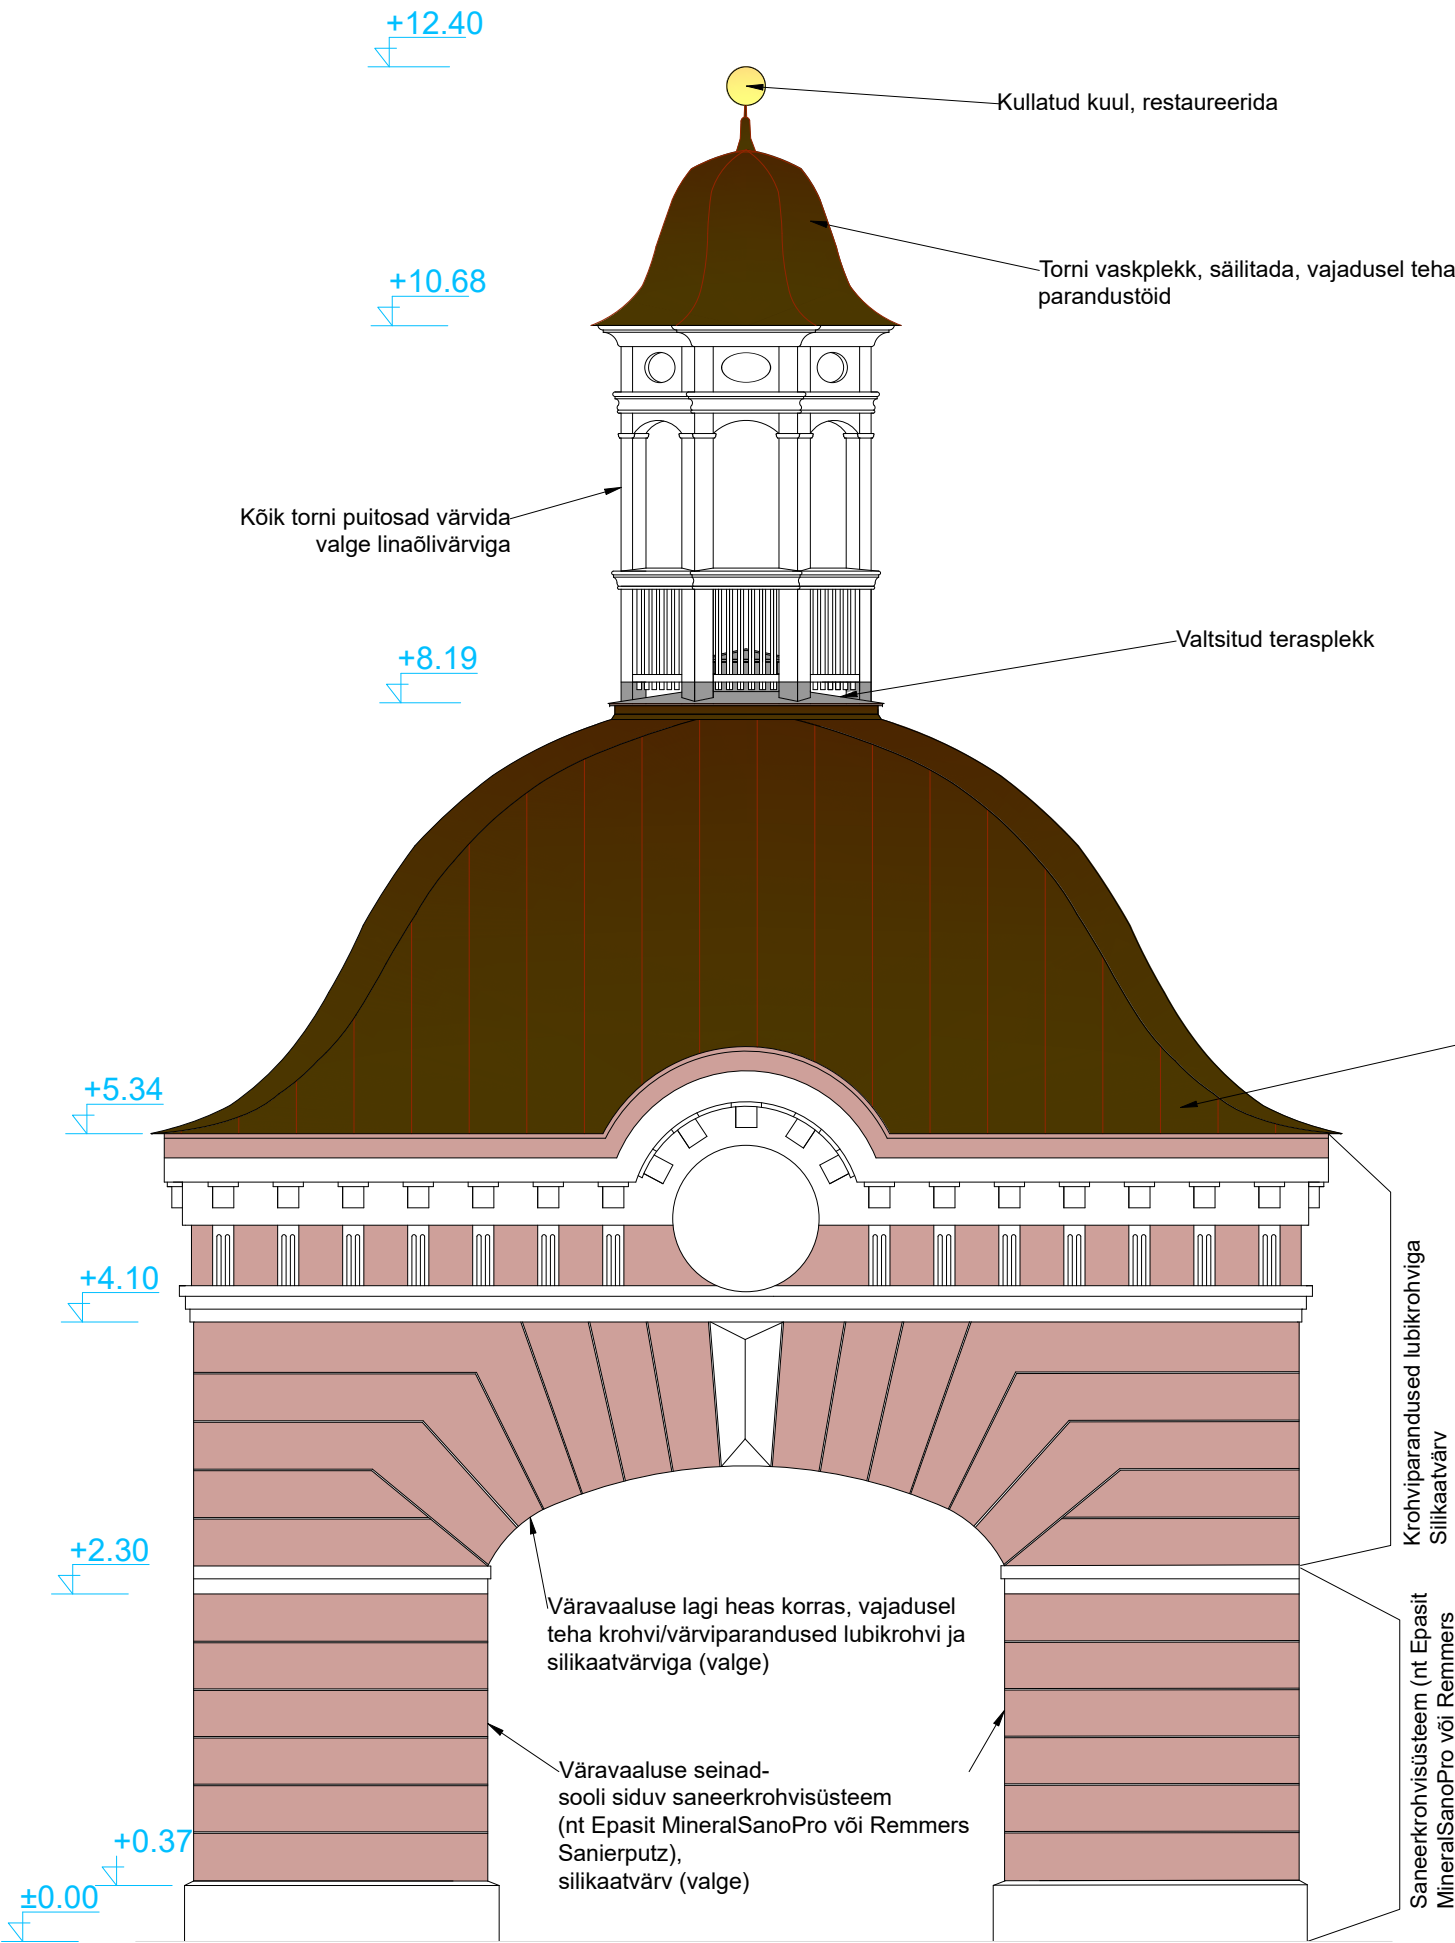 +12.40
Kullatud kuul, restaureerida
Torni vaskplekk, säilitada, vajadusel teha
parandustöid
+10.68
Kõik torni puitosad värvida
valge linaõlivärviga
Valtsitud terasplekk
+8.19
+5.34
+4.10
Krohviparandused lubikrohviga
Silikaatvärv
+2.30
Väravaaluse lagi heas korras, vajadusel
teha krohvi/värviparandused lubikrohvi ja
silikaatvärviga (valge)
Saneerkrohvisüsteem (nt Epasit
MineralSanoPro või Remmers
Väravaaluse seinad-
sooli siduv saneerkrohvisüsteem
(nt Epasit MineralSanoPro või Remmers
Sanierputz),
silikaatvärv (valge)
+0.37
±0.00